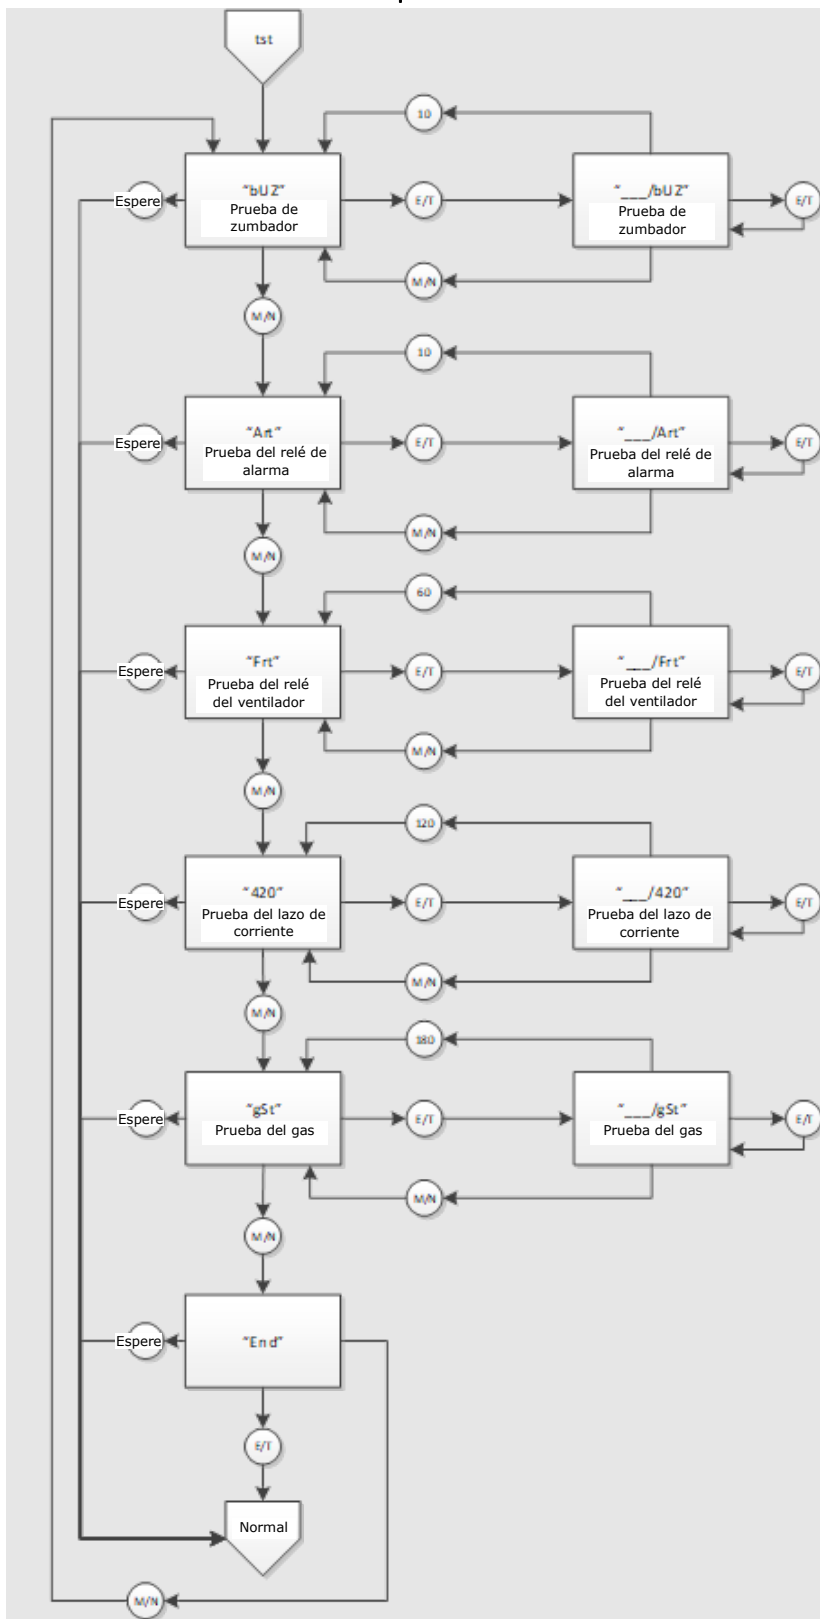 tst
10
Espere
“bUZ”
Prueba de
zumbador
E/T
“___/bUZ”
Prueba de
zumbador
E/T
M/N
M/N
10
Espere
“Art”
Prueba del relé de
alarma
E/T
“___/Art”
Prueba del relé de
alarma
E/T
M/N
M/N
60
Espere
“Frt”
Prueba del relé
del ventilador
E/T
“___/Frt”
Prueba del relé
del ventilador
E/T
M/N
M/N
120
Espere
“420”
Prueba del lazo de
corriente
E/T
“___/420”
Prueba del lazo de
corriente
E/T
M/N
M/N
180
Espere
“gSt”
Prueba del gas
E/T
“___/gSt”
Prueba del gas
E/T
M/N
M/N
Espere
“End”
E/T
Normal
M/N